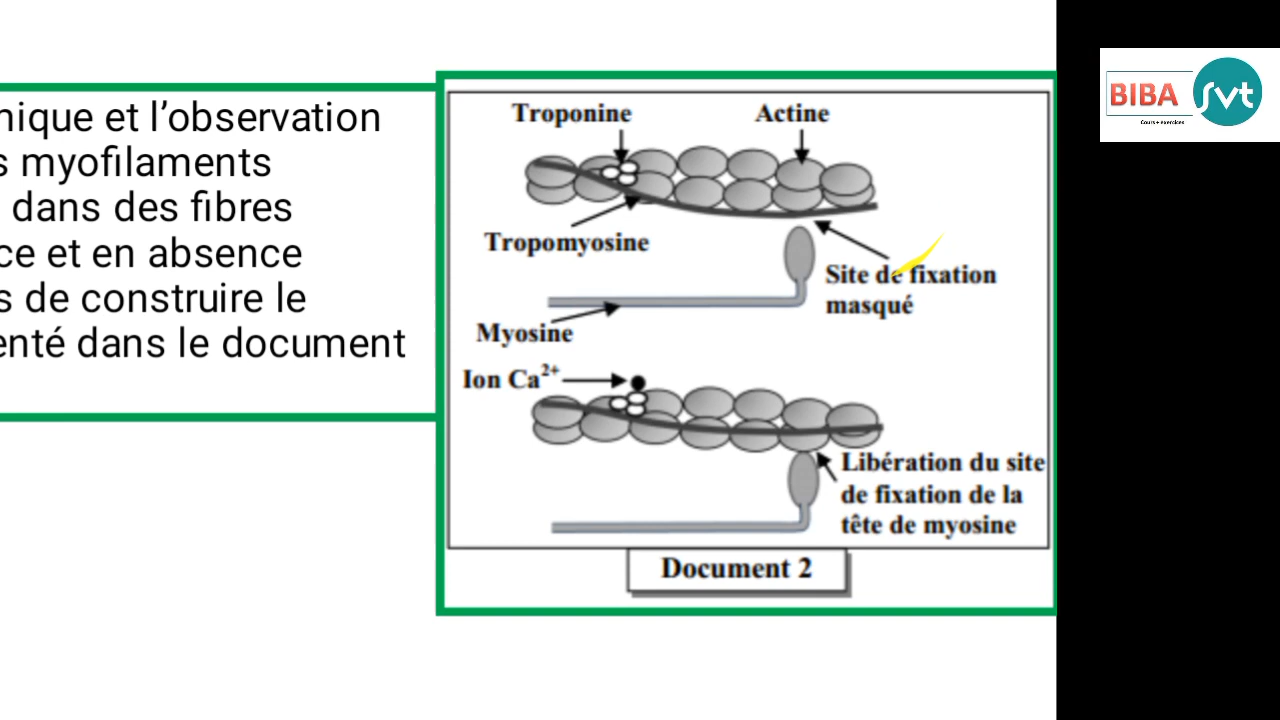 nique et l’observation
s myofilaments
dans des fibres
ce et en absence
s de construire le
enté dans le document
Troponine
Actine
Tropomyosine
Site de fixation
masqué
Myosine
Ion Ca²⁺
Libération du site
de fixation de la
tête de myosine
Document 2
BIBA
svt
Cours + exercices